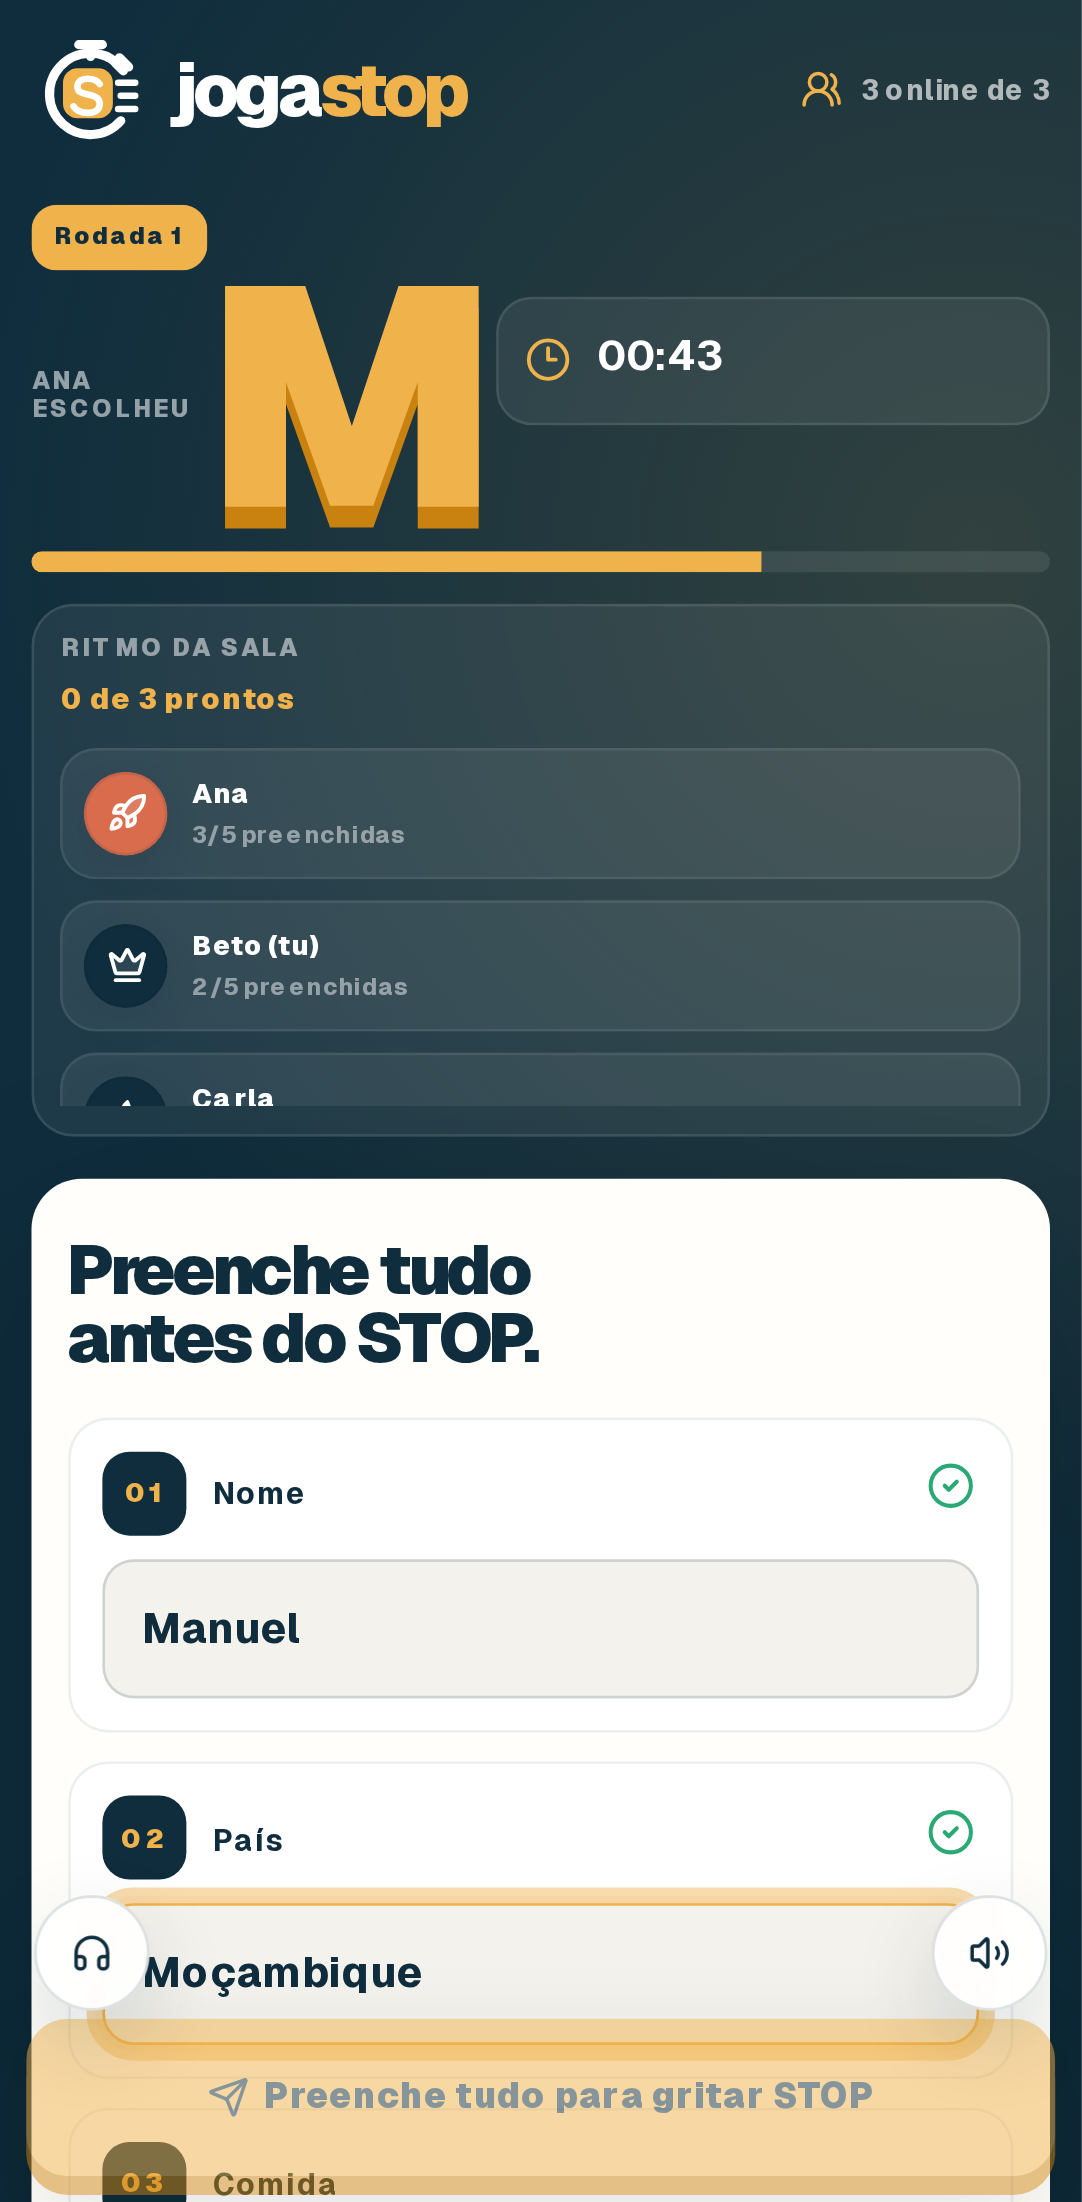 S jogastop
3 online de 3
Rodada 1
ANA
ESCOLHEU
M
00:43
RITMO DA SALA
0 de 3 prontos
Ana
3/5 preenchidas
Beto (tu)
2/5 preenchidas
Carla
Preenche tudo
antes do STOP.
01 Nome
Manuel
02 País
Moçambique
Preenche tudo para gritar STOP
03 Comida